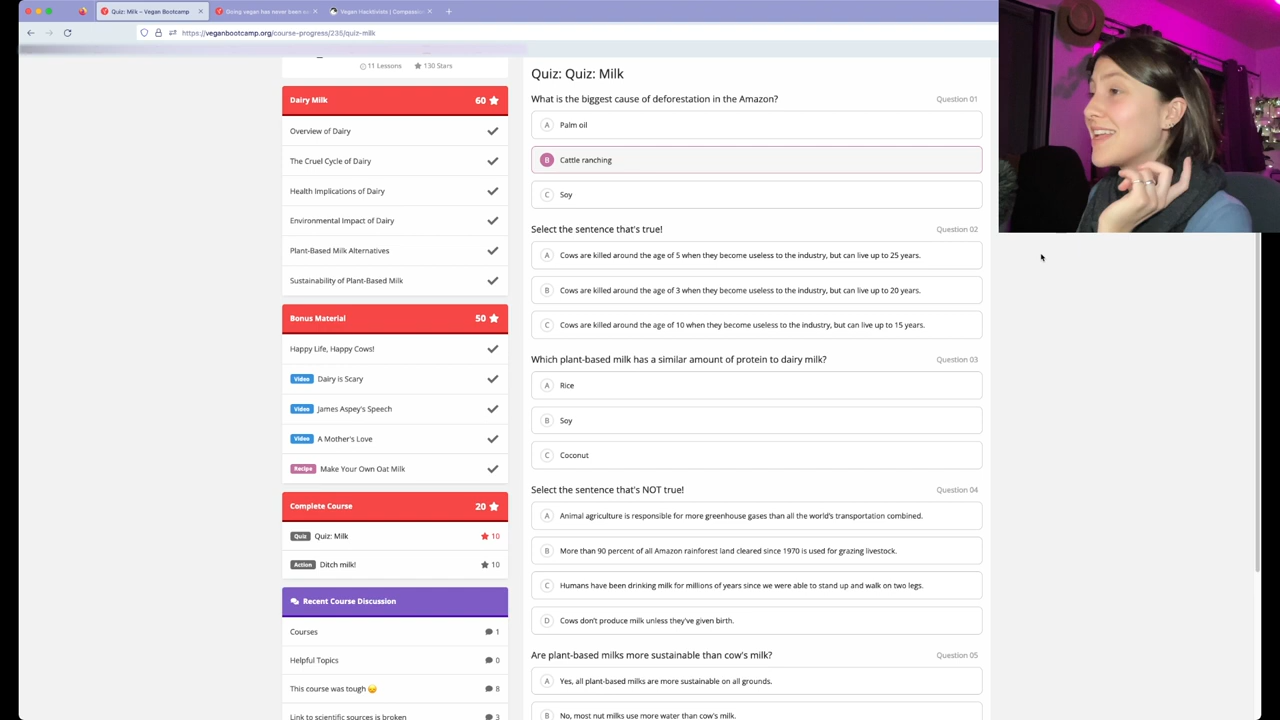 Quiz: Milk – Vegan Bootcamp
Going vegan has never been
Vegan Hacktivists | Compassi
https://veganbootcamp.org/course-progress/235/quiz-milk
11 Lessons 130 Stars
Dairy Milk 60
Overview of Dairy
The Cruel Cycle of Dairy
Health Implications of Dairy
Environmental Impact of Dairy
Plant-Based Milk Alternatives
Sustainability of Plant-Based Milk
Bonus Material 50
Happy Life, Happy Cows!
Video Dairy is Scary
Video James Aspey's Speech
Video A Mother's Love
Recipe Make Your Own Oat Milk
Complete Course 20
Quiz Quiz: Milk 10
Action Ditch milk! 10
Recent Course Discussion
Courses 1
Helpful Topics 0
This course was tough 😔 8
Link to scientific sources is broken 3
Quiz: Quiz: Milk
What is the biggest cause of deforestation in the Amazon? Question 01
A Palm oil
B Cattle ranching
C Soy
Select the sentence that's true! Question 02
A Cows are killed around the age of 5 when they become useless to the industry, but can live up to 25 years.
B Cows are killed around the age of 3 when they become useless to the industry, but can live up to 20 years.
C Cows are killed around the age of 10 when they become useless to the industry, but can live up to 15 years.
Which plant-based milk has a similar amount of protein to dairy milk? Question 03
A Rice
B Soy
C Coconut
Select the sentence that's NOT true! Question 04
A Animal agriculture is responsible for more greenhouse gases than all the world's transportation combined.
B More than 90 percent of all Amazon rainforest land cleared since 1970 is used for grazing livestock.
C Humans have been drinking milk for millions of years since we were able to stand up and walk on two legs.
D Cows don't produce milk unless they've given birth.
Are plant-based milks more sustainable than cow's milk? Question 05
A Yes, all plant-based milks are more sustainable on all grounds.
B No, most nut milks use more water than cow's milk.